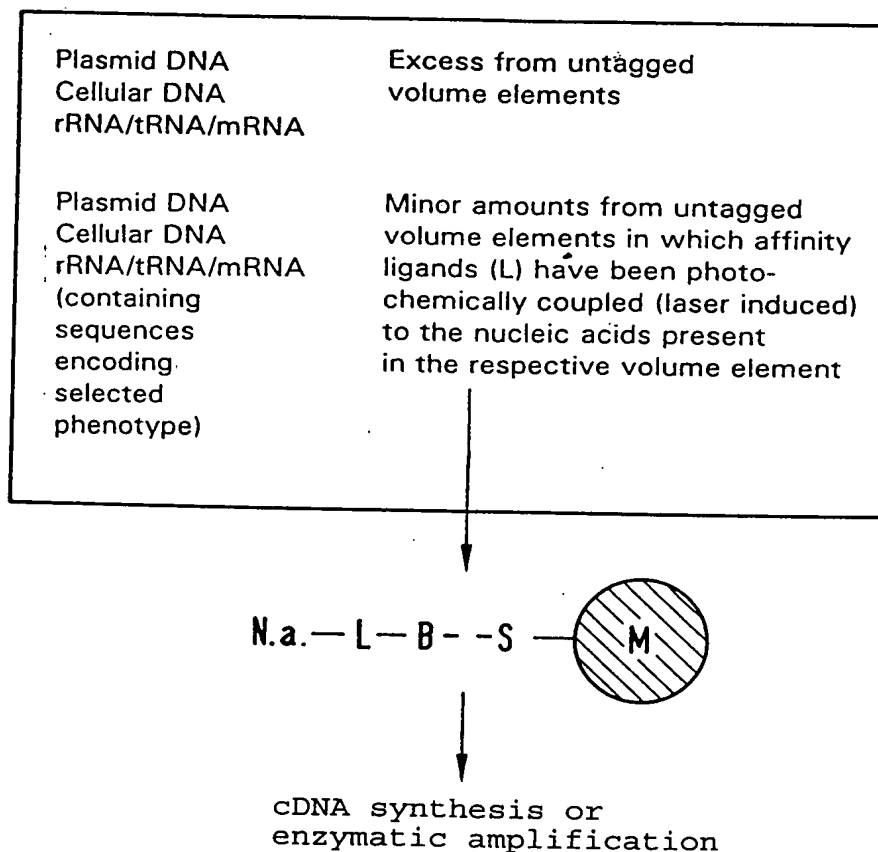 Plasmid DNA
Cellular DNA
rRNA/tRNA/mRNA
Excess from untagged
volume elements
Plasmid DNA
Cellular DNA
rRNA/tRNA/mRNA
(containing
sequences
encoding
selected
phenotype)
Minor amounts from untagged
volume elements in which affinity
ligands (L) have been photo-
chemically coupled (laser induced)
to the nucleic acids present
in the respective volume element
N.a.—L—B--S—M
cDNA synthesis or
enzymatic amplification